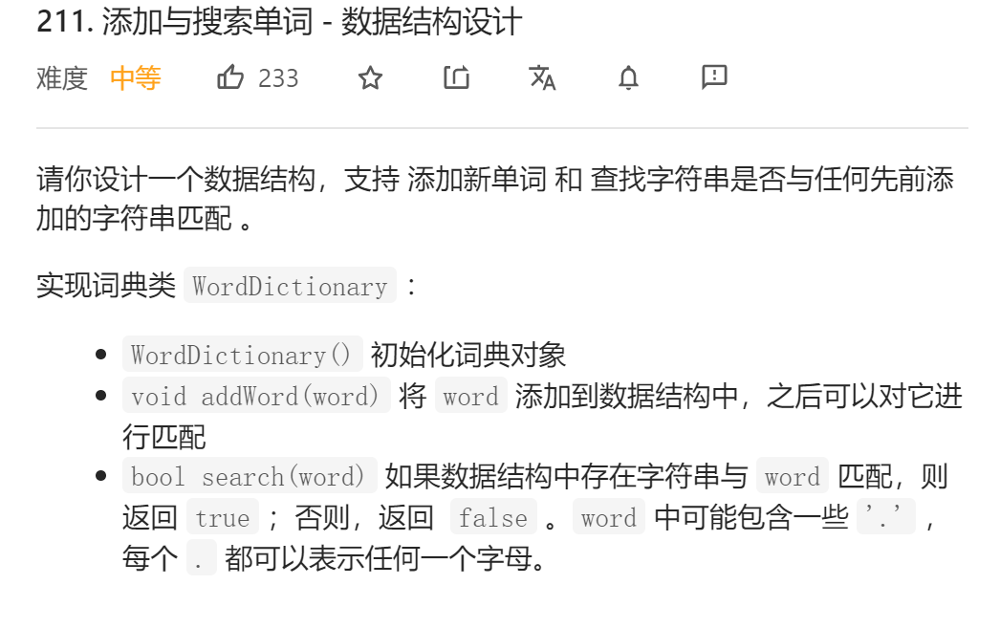 211. 添加与搜索单词 - 数据结构设计
难度 中等 233
请你设计一个数据结构，支持 添加新单词 和 查找字符串是否与任何先前添
加的字符串匹配 。
实现词典类 WordDictionary ：
• WordDictionary() 初始化词典对象
• void addWord(word) 将 word 添加到数据结构中，之后可以对它进
行匹配
• bool search(word) 如果数据结构中存在字符串与 word 匹配，则
返回 true ；否则，返回 false 。word 中可能包含一些 '.' ，
每个 . 都可以表示任何一个字母。